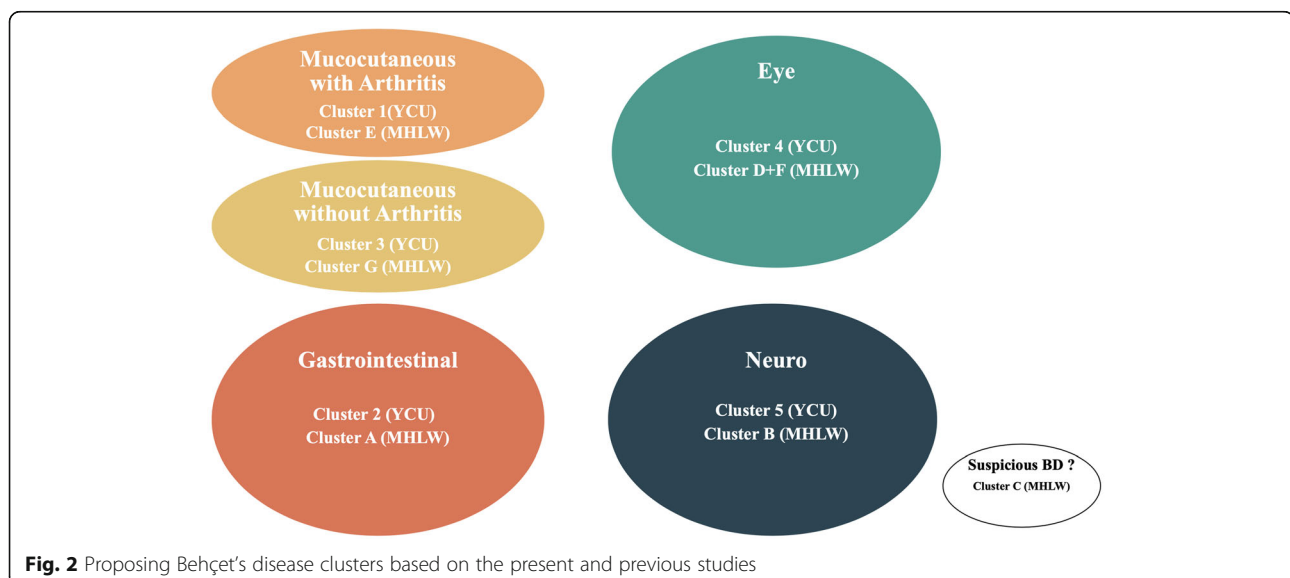 Mucocutaneous
with Arthritis
Cluster 1(YCU)
Cluster E (MHLW)
Mucocutaneous
without Arthritis
Cluster 3 (YCU)
Cluster G (MHLW)
Gastrointestinal
Cluster 2 (YCU)
Cluster A (MHLW)
Eye
Cluster 4 (YCU)
Cluster D+F (MHLW)
Neuro
Cluster 5 (YCU)
Cluster B (MHLW)
Suspicious BD ?
Cluster C (MHLW)
Fig. 2 Proposing Behçet's disease clusters based on the present and previous studies